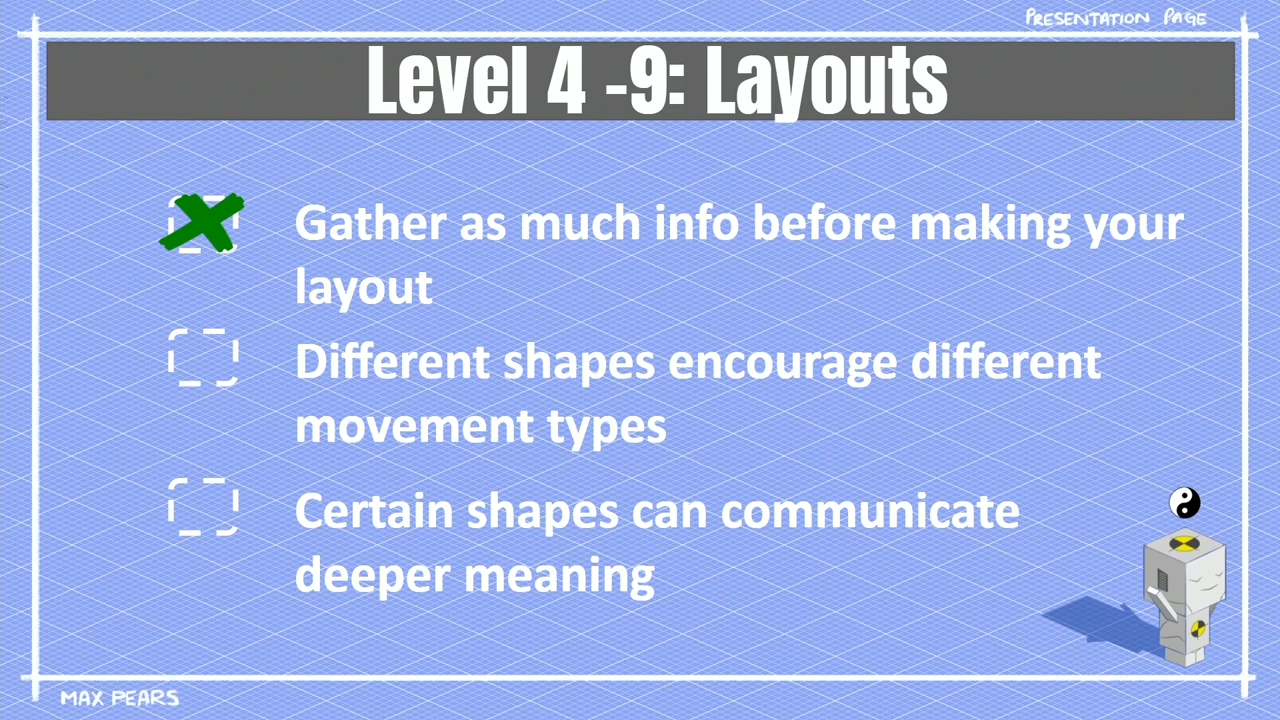 PRESENTATION PAGE
Level 4 -9: Layouts
Gather as much info before making your
layout
Different shapes encourage different
movement types
Certain shapes can communicate
deeper meaning
MAX PEARS